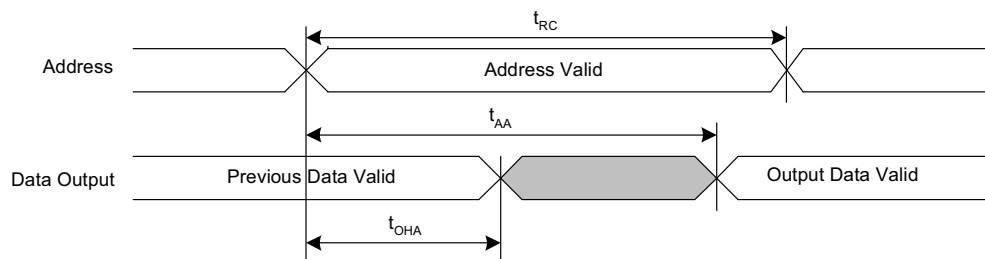 tRC
Address
Address Valid
tAA
Data Output
Previous Data Valid
Output Data Valid
tOHA